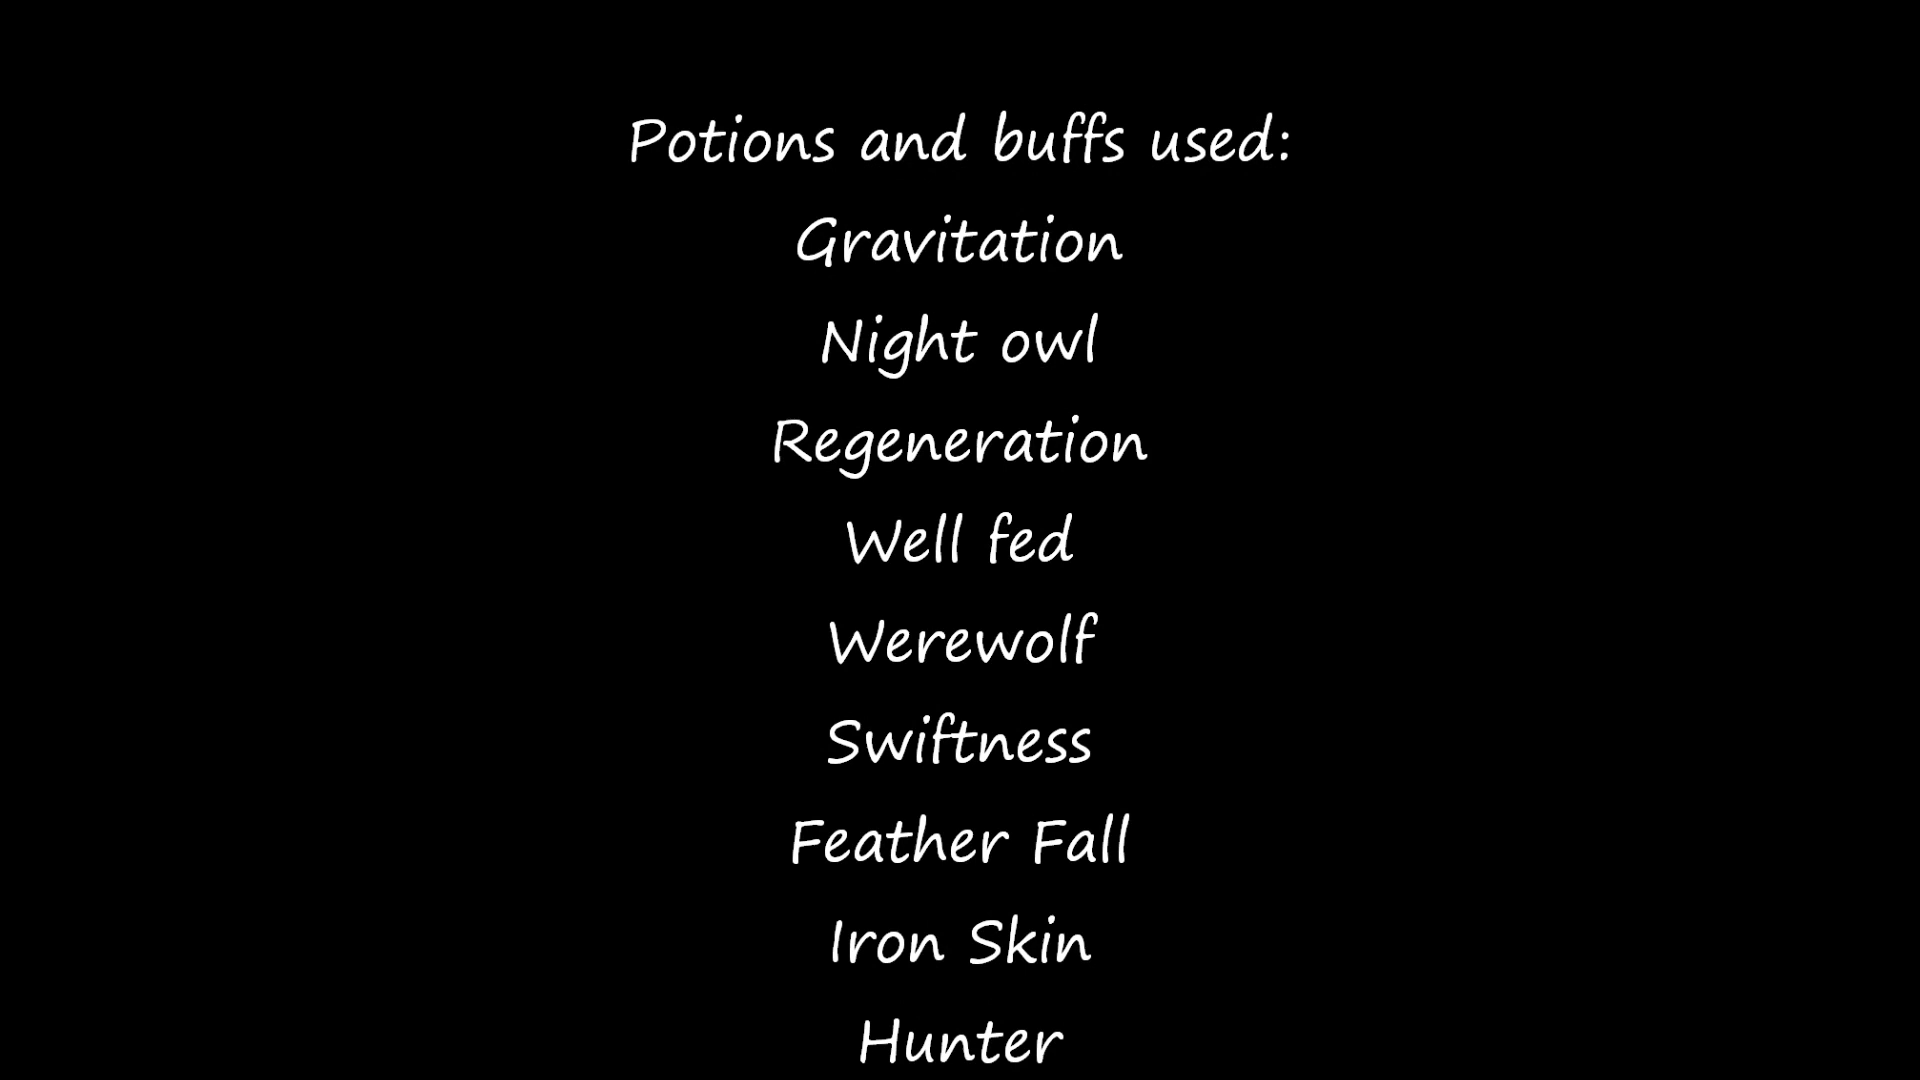 Potions and buffs used:
Gravitation
Night owl
Regeneration
Well fed
Werewolf
Swiftness
Feather Fall
Iron Skin
Hunter